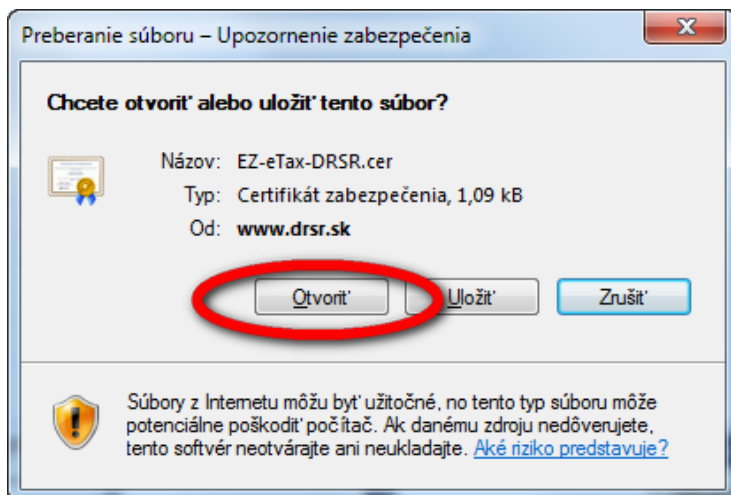 Preberanie súboru – Upozornenie zabezpečenia
Chcete otvoriť alebo uložiť tento súbor?
Názov: EZ-eTax-DRSR.cer
Typ: Certifikát zabezpečenia, 1,09 kB
Od: www.drsr.sk
Otvoriť Uložiť Zrušiť
Súbory z Internetu môžu byť užitočné, no tento typ súboru môže
potenciálne poškodiť počítač. Ak danému zdroju nedôverujete,
tento softvér neotvárajte ani neukladajte. Aké riziko predstavuje?